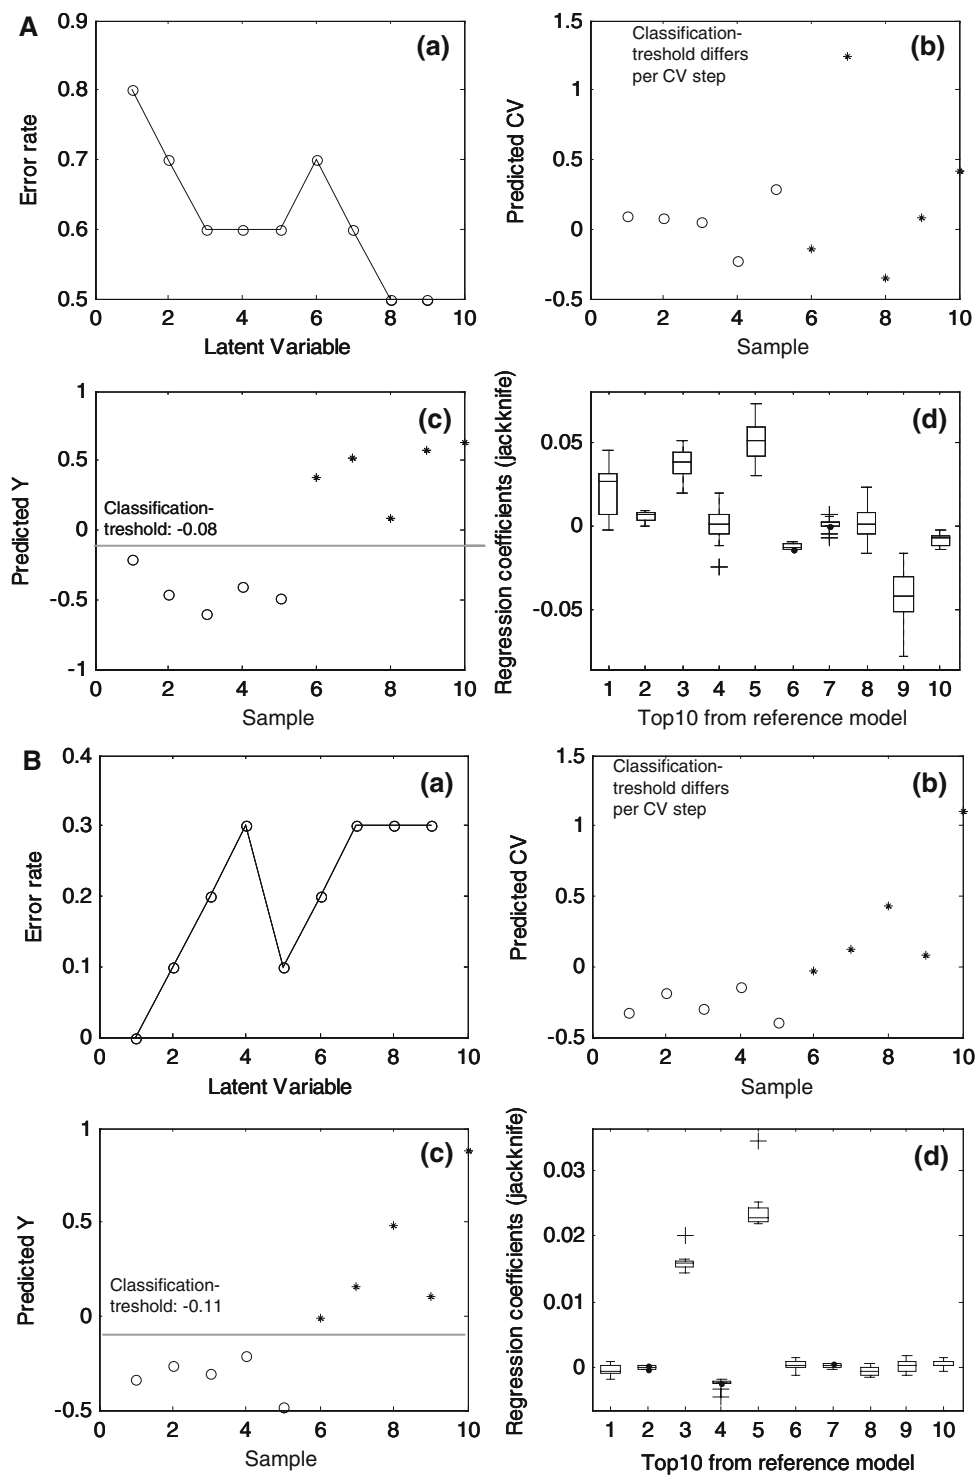 A
(a)
0.9
0.8
0.7
0.6
0.5
0 2 4 6 8 10
Error rate
Latent Variable
(b)
Classification-
treshold differs
per CV step
1.5
1
0.5
0
-0.5
0 2 4 6 8 10
Predicted CV
Sample
(c)
1
0.5
0
-0.5
-1
Classification-
treshold: -0.08
0 2 4 6 8 10
Predicted Y
Sample
(d)
0.05
0
-0.05
1 2 3 4 5 6 7 8 9 10
Regression coefficients (jackknife)
Top10 from reference model
B
(a)
0.4
0.3
0.2
0.1
0
0 2 4 6 8 10
Error rate
Latent Variable
(b)
Classification-
treshold differs
per CV step
1.5
1
0.5
0
-0.5
0 2 4 6 8 10
Predicted CV
Sample
(c)
1
0.5
0
-0.5
Classification-
treshold: -0.11
0 2 4 6 8 10
Predicted Y
Sample
(d)
0.03
0.02
0.01
0
1 2 3 4 5 6 7 8 9 10
Regression coefficients (jackknife)
Top10 from reference model